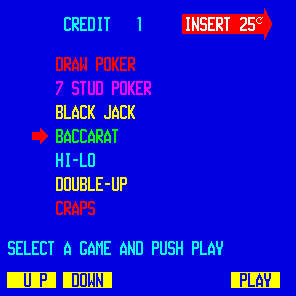 CREDIT 1 INSERT 25¢
DRAW POKER
7 STUD POKER
BLACK JACK
BACCARAT
HI-LO
DOUBLE-UP
CRAPS
SELECT A GAME AND PUSH PLAY
UP DOWN PLAY